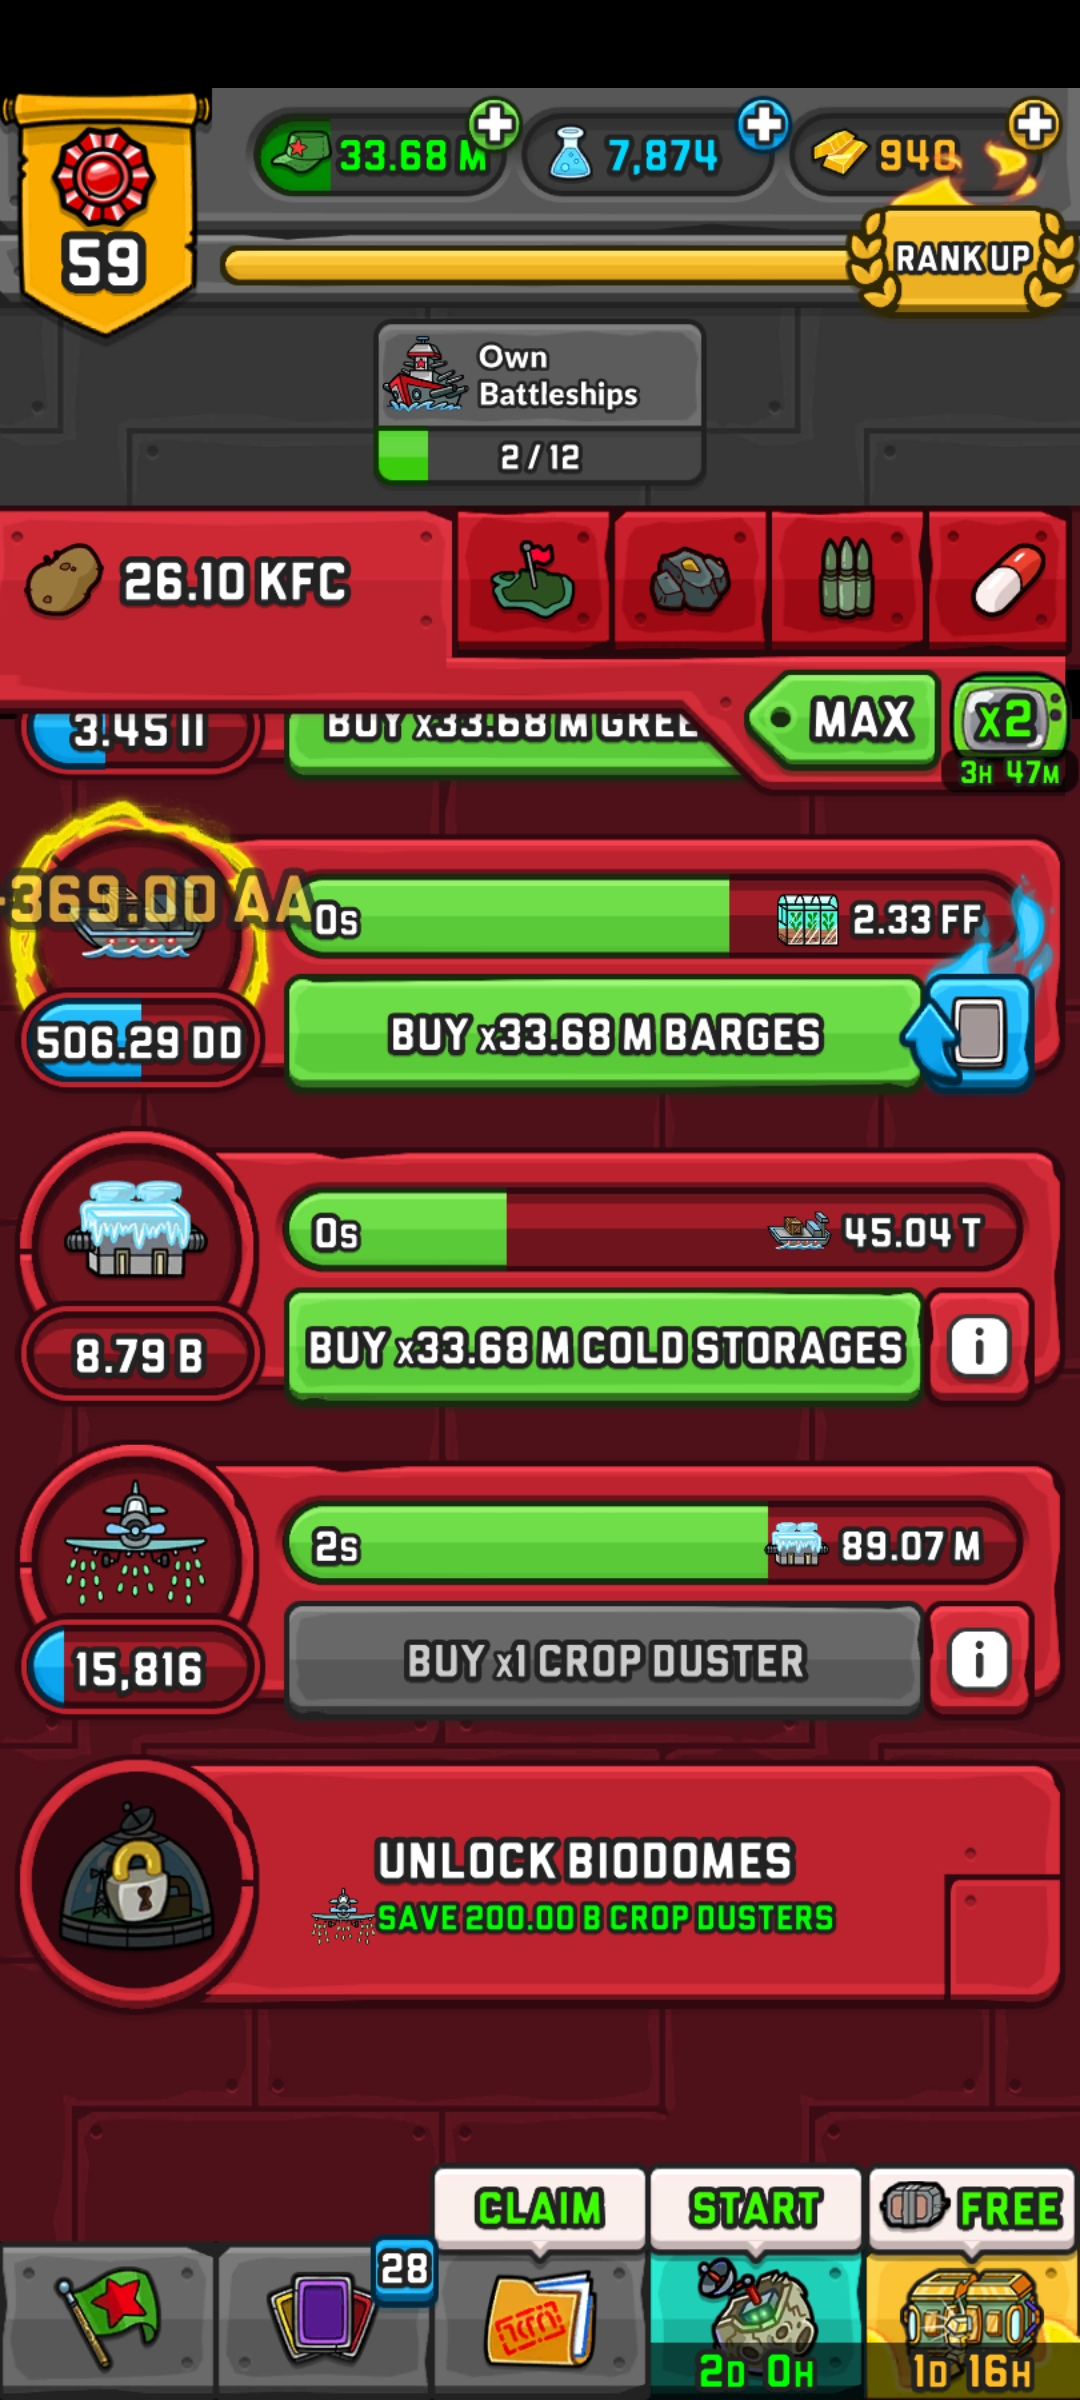 33.68 M
7,874
940
59
RANK UP
Own
Battleships
2 / 12
26.10 KFC
MAX
x2
3H 47M
3.45 II
BUY x33.68 M GREE
-369.00 AA
0s
2.33 FF
506.29 DD
BUY x33.68 M BARGES
0s
45.04 T
8.79 B
BUY x33.68 M COLD STORAGES
i
2s
89.07 M
15,816
BUY x1 CROP DUSTER
i
UNLOCK BIODOMES
SAVE 200.00 B CROP DUSTERS
CLAIM
START
FREE
28
2D 0H
1D 16H